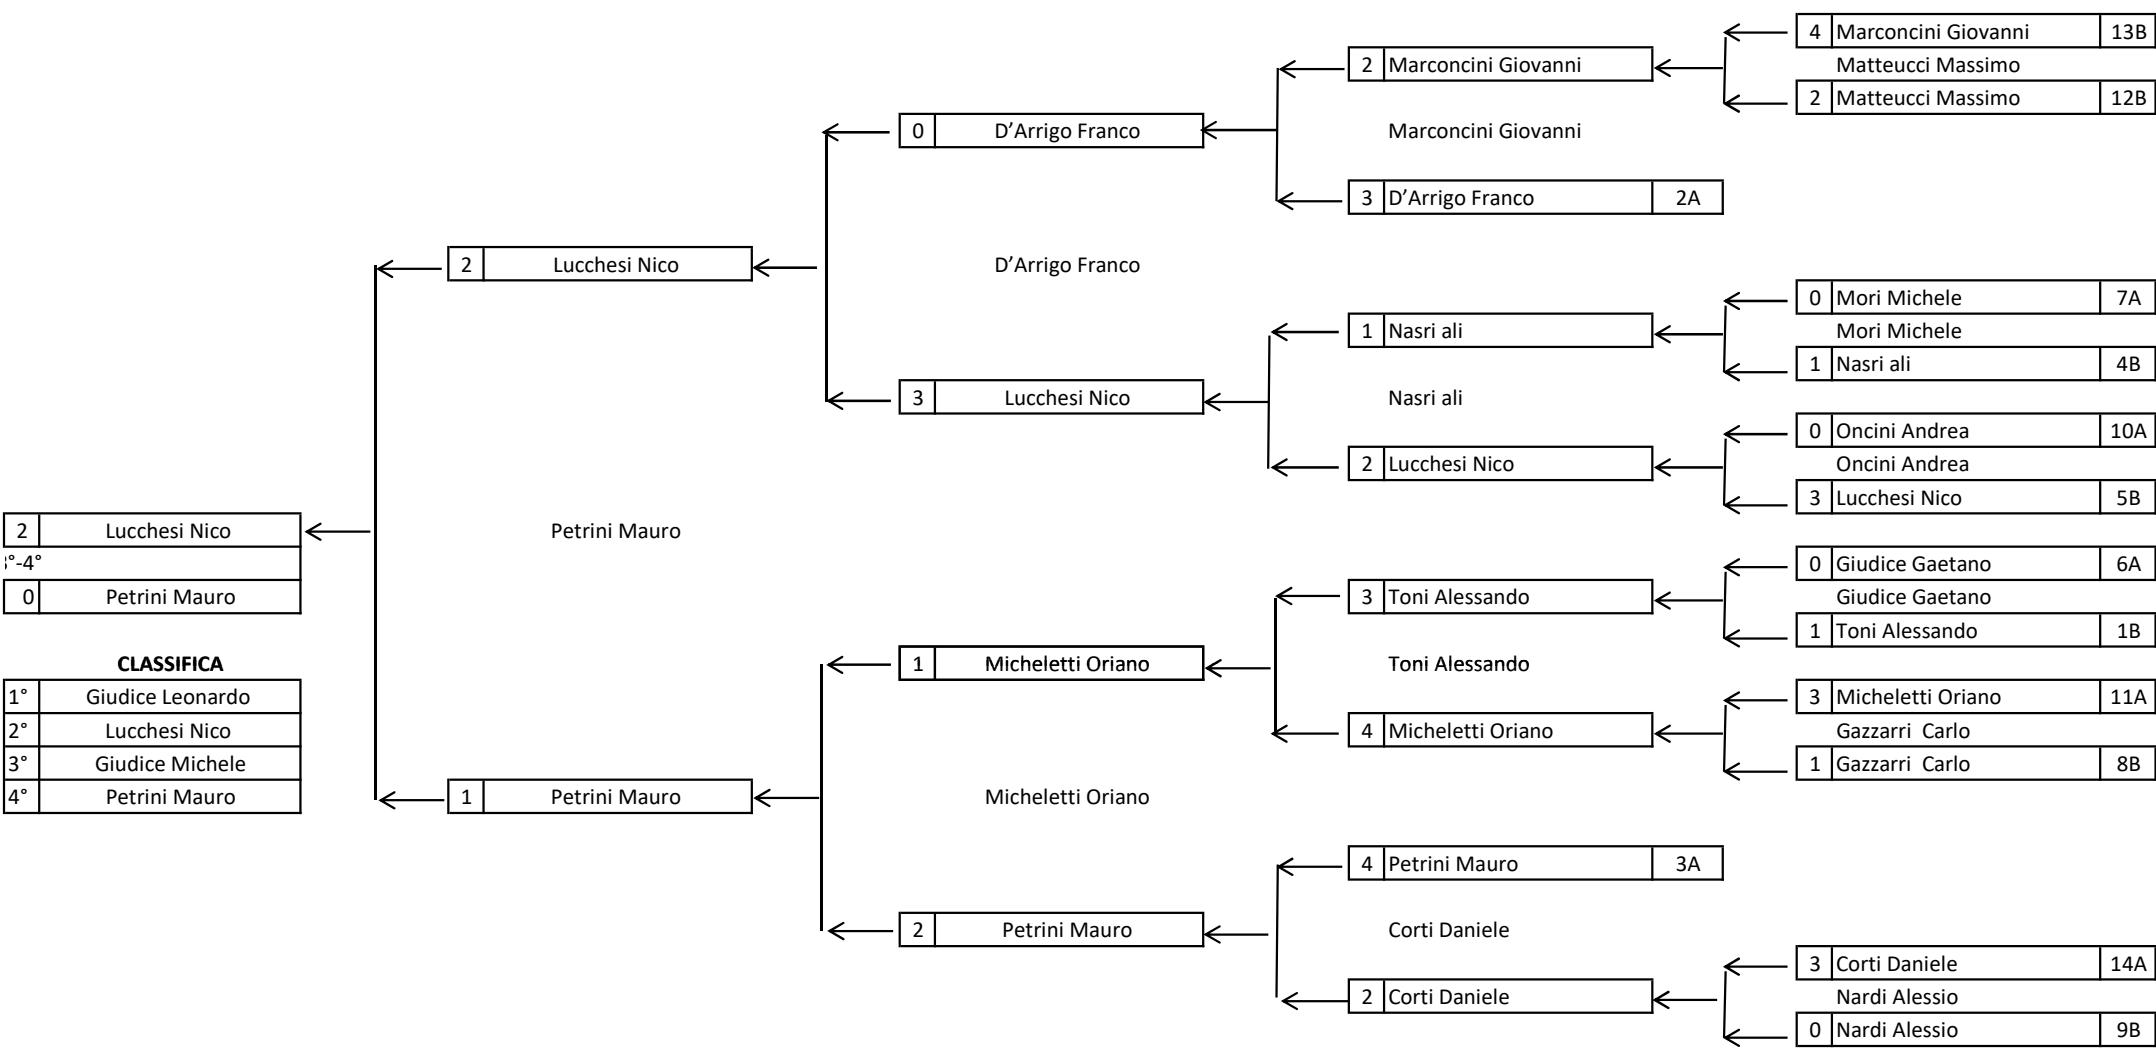 4 Marconcini Giovanni 13B
2 Marconcini Giovanni Matteucci Massimo
2 Matteucci Massimo 12B
0 D'Arrigo Franco Marconcini Giovanni
3 D’Arrigo Franco 2A
2 Lucchesi Nico D’Arrigo Franco
0 Mori Michele 7A
1 Nasri ali Mori Michele
1 Nasri ali 4B
3 Lucchesi Nico Nasri ali
0 Oncini Andrea 10A
2 Lucchesi Nico Oncini Andrea
3 Lucchesi Nico 5B
2 Lucchesi Nico Petrini Mauro
°-4° 0 Giudice Gaetano 6A
0 Petrini Mauro 3 Toni Alessando Giudice Gaetano
1 Toni Alessando 1B
CLASSIFICA 1 Micheletti Oriano Toni Alessando
1° Giudice Leonardo 3 Micheletti Oriano 11A
2° Lucchesi Nico 4 Micheletti Oriano Gazzarri Carlo
3° Giudice Michele 1 Gazzarri Carlo 8B
4° Petrini Mauro 1 Petrini Mauro Micheletti Oriano
4 Petrini Mauro 3A
2 Petrini Mauro Corti Daniele
3 Corti Daniele 14A
2 Corti Daniele Nardi Alessio
0 Nardi Alessio 9B